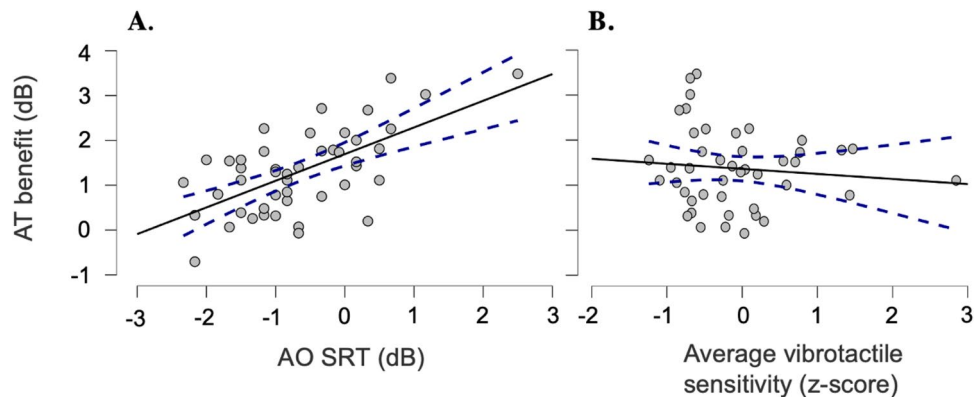 A.
B.
AT benefit (dB)
4
3
2
1
0
-1
-3 -2 -1 0 1 2 3
-2 -1 0 1 2 3
AO SRT (dB)
Average vibrotactile
sensitivity (z-score)